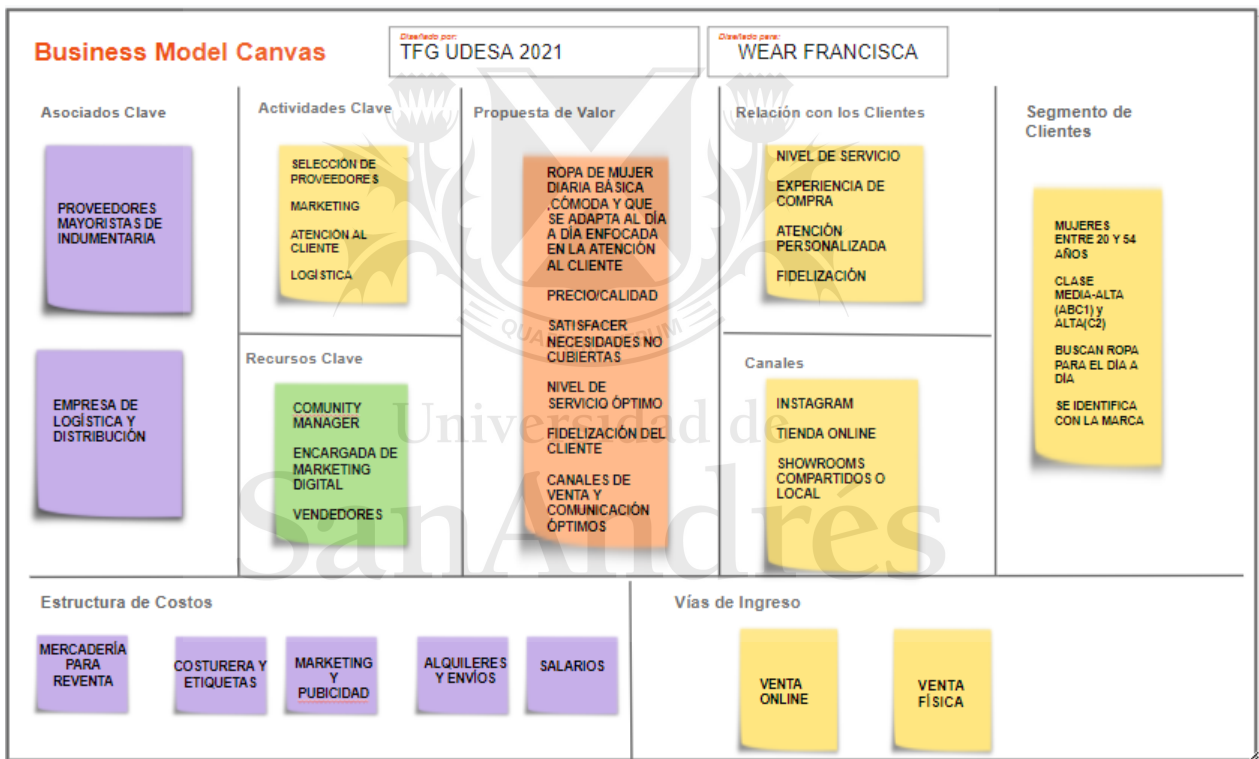 Business Model Canvas
Diseñado por:
TFG UDESA 2021
Diseñado para:
WEAR FRANCISCA
Asociados Clave
PROVEEDORES
MAYORISTAS DE
INDUMENTARIA
EMPRESA DE
LOGÍSTICA Y
DISTRIBUCIÓN
Actividades Clave
SELECCIÓN DE
PROVEEDORES
MARKETING
ATENCIÓN AL
CLIENTE
LOGÍSTICA
Recursos Clave
COMUNITY
MANAGER
ENCARGADA DE
MARKETING
DIGITAL
VENDEDORES
Propuesta de Valor
ROPA DE MUJER
DIARIA BÁSICA
,CÓMODA Y QUE
SE ADAPTA AL DÍA
A DÍA ENFOCADA
EN LA ATENCIÓN
AL CLIENTE
PRECIO/CALIDAD
SATISFACER
NECESIDADES NO
CUBIERTAS
NIVEL DE
SERVICIO ÓPTIMO
FIDELIZACIÓN DEL
CLIENTE
CANALES DE
VENTA Y
COMUNICACIÓN
ÓPTIMOS
Relación con los Clientes
NIVEL DE SERVICIO
EXPERIENCIA DE
COMPRA
ATENCIÓN
PERSONALIZADA
FIDELIZACIÓN
Canales
INSTAGRAM
TIENDA ONLINE
SHOWROOMS
COMPARTIDOS O
LOCAL
Segmento de
Clientes
MUJERES
ENTRE 20 Y 54
AÑOS
CLASE
MEDIA-ALTA
(ABC1) y
ALTA(C2)
BUSCAN ROPA
PARA EL DÍA A
DÍA
SE IDENTIFICA
CON LA MARCA
Estructura de Costos
MERCADERÍA
PARA
REVENTA
COSTURERA Y
ETIQUETAS
MARKETING
Y
PUBICIDAD
ALQUILERES
Y ENVÍOS
SALARIOS
Vías de Ingreso
VENTA
ONLINE
VENTA
FÍSICA
Universidad de
SanAndrés